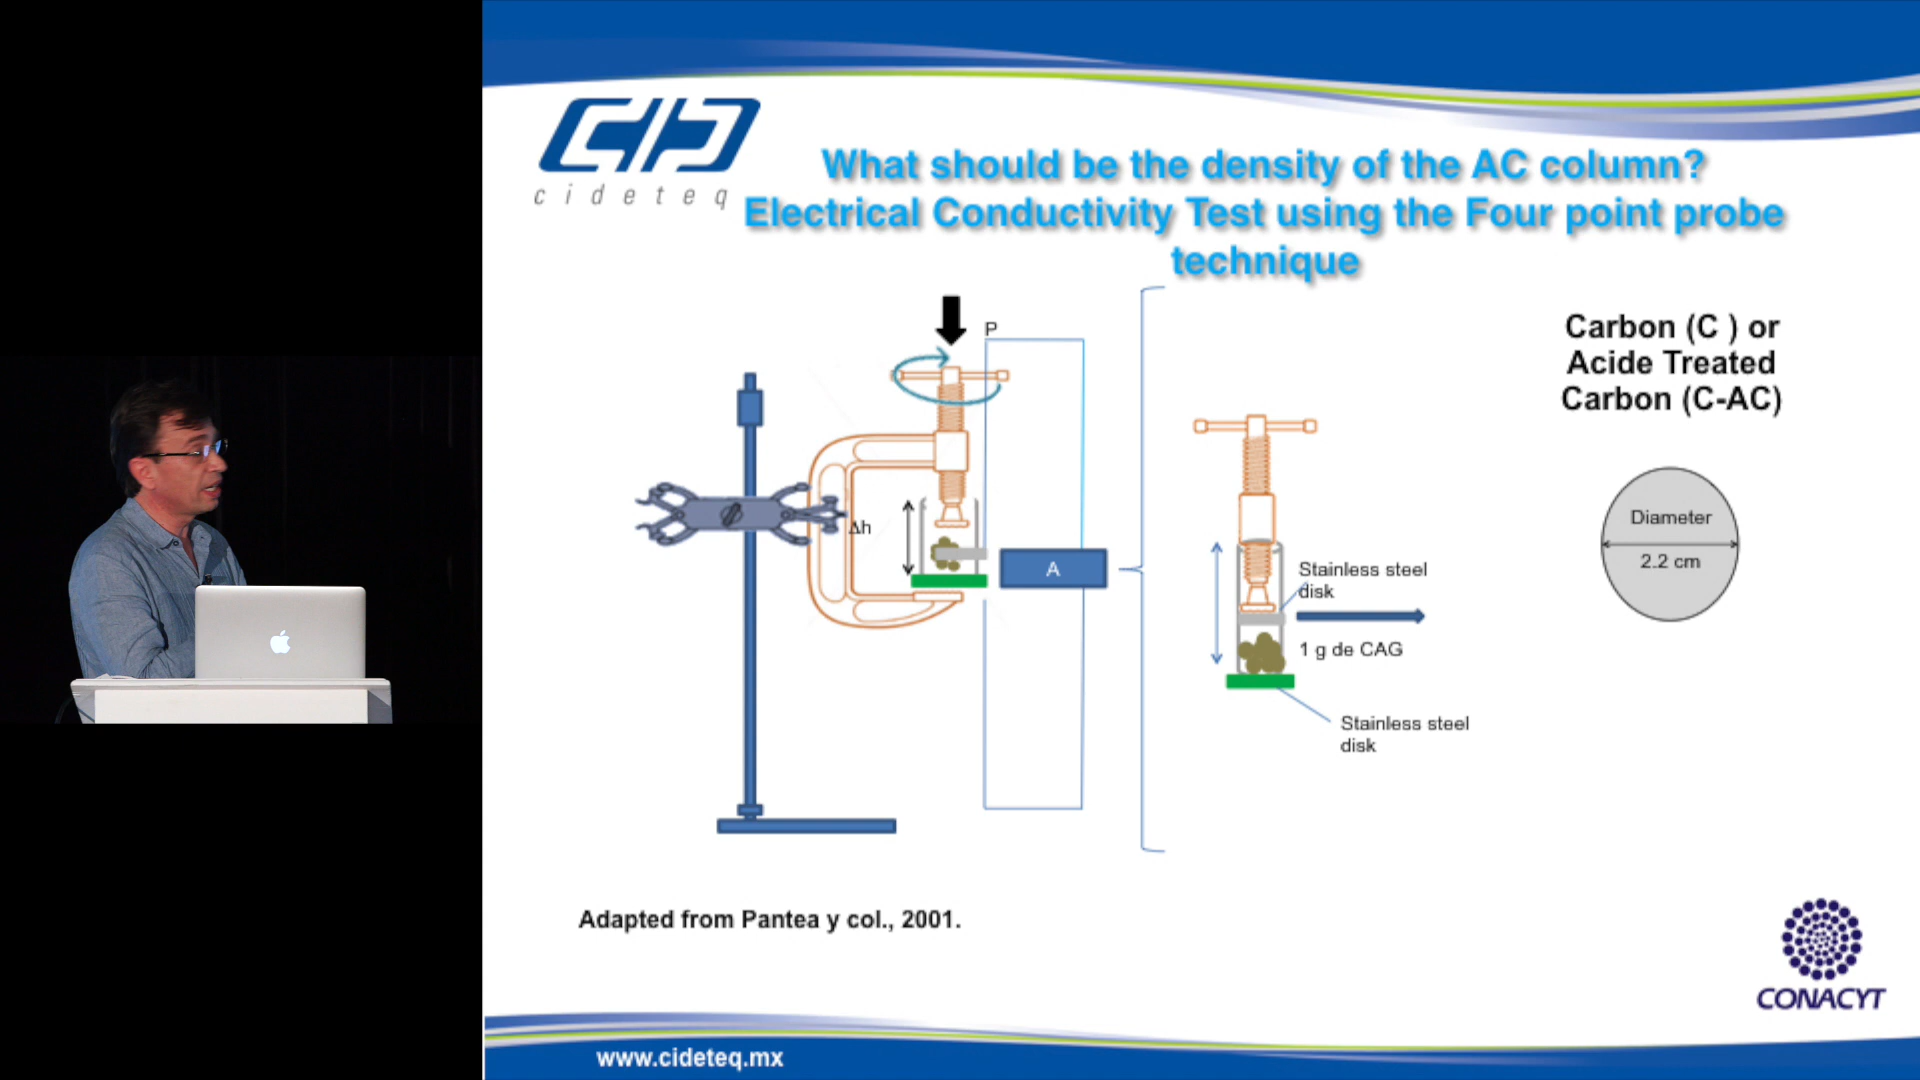 cideteq
What should be the density of the AC column?
Electrical Conductivity Test using the Four point probe
technique
P
Δh
A
Stainless steel
disk
1 g de CAG
Stainless steel
disk
Carbon (C ) or
Acide Treated
Carbon (C-AC)
Diameter
2.2 cm
Adapted from Pantea y col., 2001.
CONACYT
www.cideteq.mx